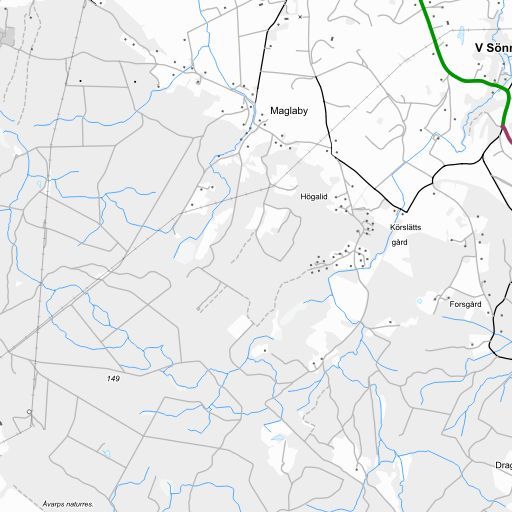 V Sönn
Maglaby
Högalid
Körslätts
gård
Forsgård
149
Drag
Åvarps naturres.